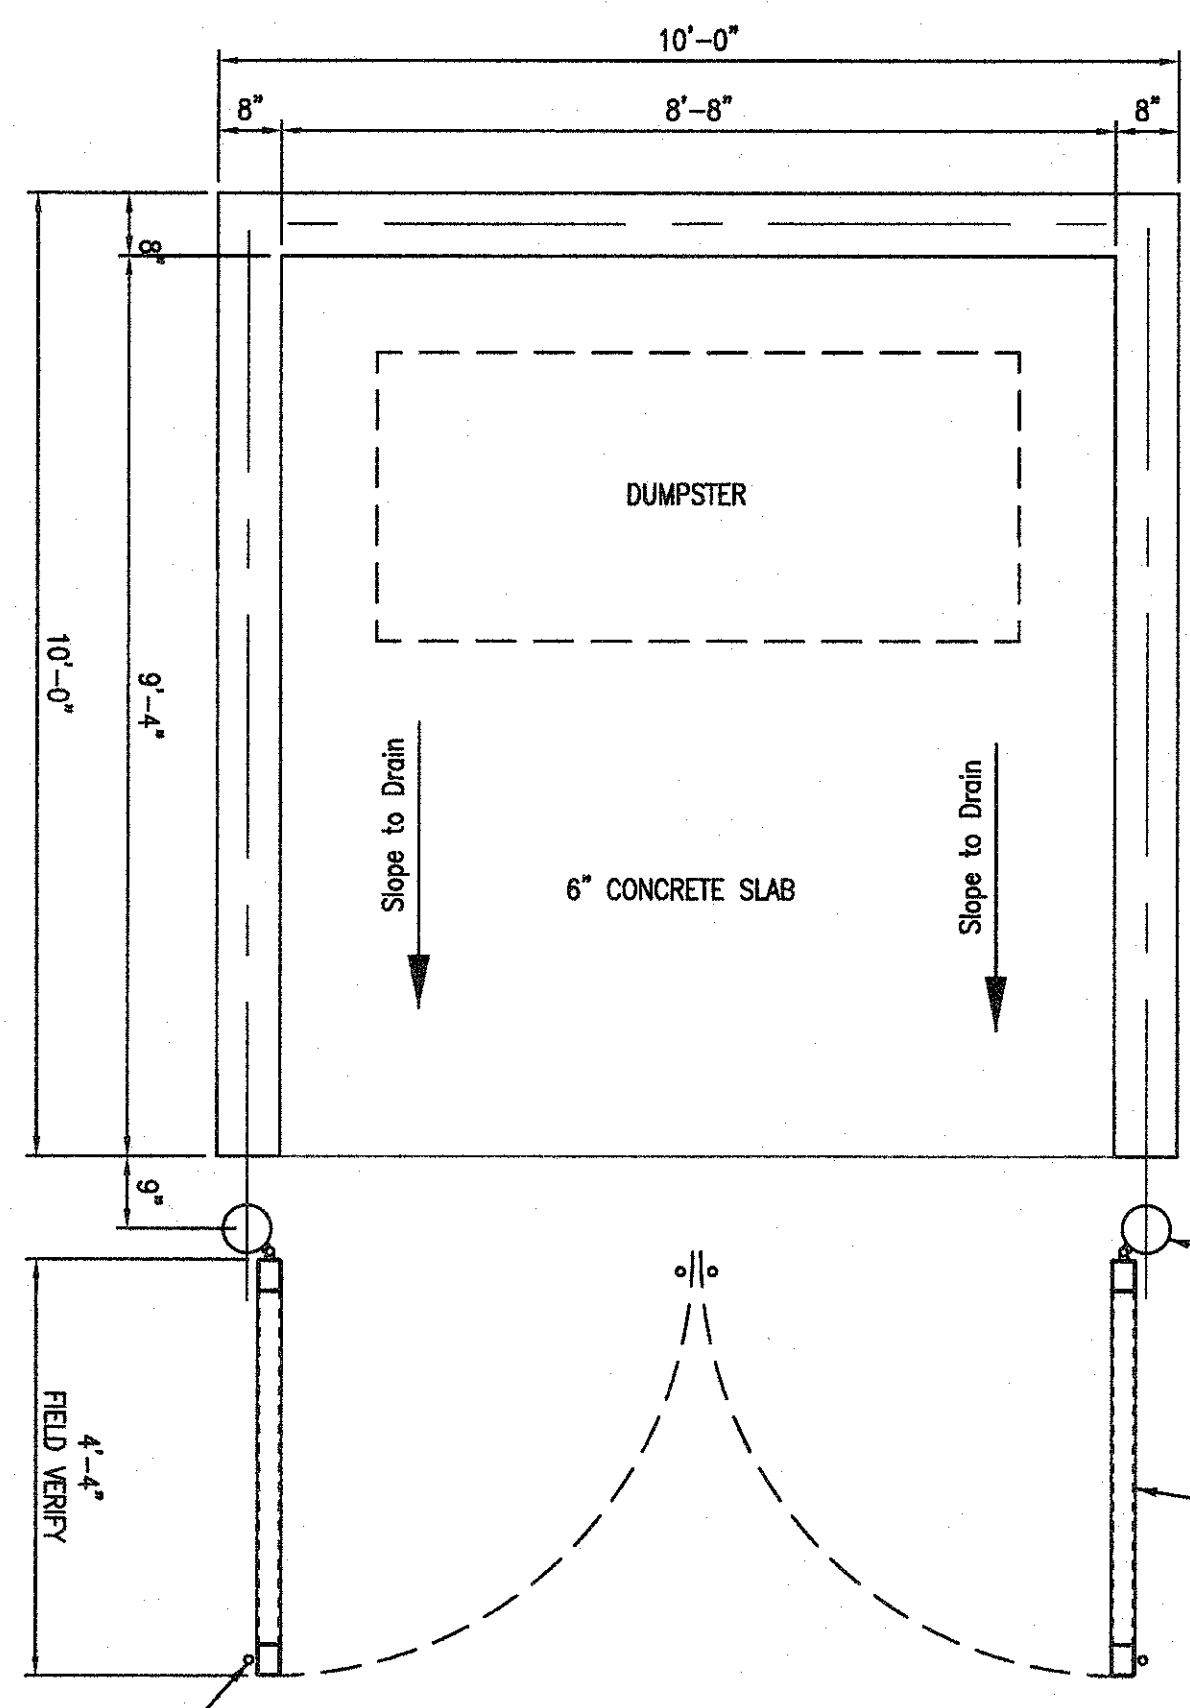 10'-0"
8"
8'-8"
8"
8"
DUMPSTER
10'-0"
9'-4"
Slope to Drain
Slope to Drain
6" CONCRETE SLAB
9"
4'-4"
FIELD VERIFY